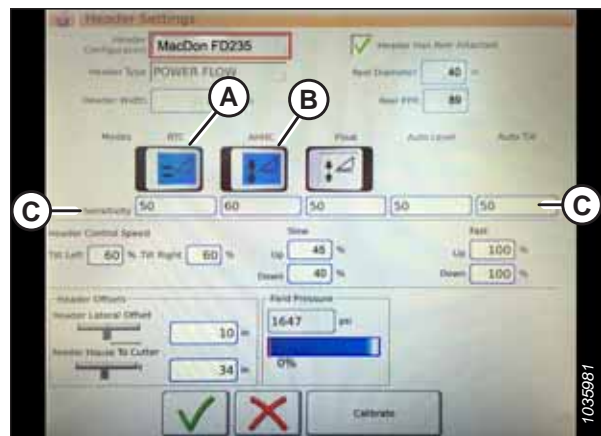 Header Settings
Header Configuration MacDon FD235
Header Has Reel Attached
Header Type POWER FLOW
Reel Diameter 40 in
Header Width
Reel PPR 89
A
B
Modes RTC AHHC Float Auto Level Auto Tilt
C
Sensitivity 50 60 50 50 50
C
Header Control Speed
Slow
Fast
Tilt Left 60 % Tilt Right 60 %
Up 45 %
Up 100 %
Down 40 %
Down 100 %
Header Offsets
Field Pressure
Header Lateral Offset
10 in
1647 psi
0%
Feeder House To Cutter
34 in
Calibrate
1035981